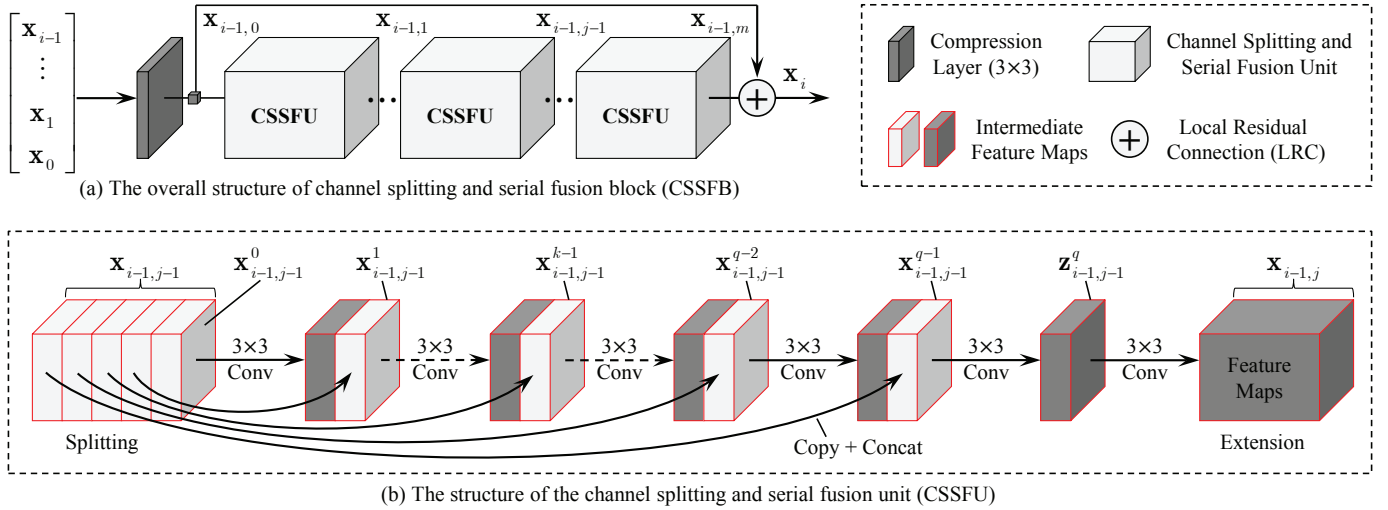 x_{i−1}
⋮
x_1
x_0
x_{i−1,0}
x_{i−1,1}
x_{i−1,j−1}
x_{i−1,m}
x_i
CSSFU ··· CSSFU ··· CSSFU
+
(a) The overall structure of channel splitting and serial fusion block (CSSFB)
Compression
Layer (3×3)
Channel Splitting and
Serial Fusion Unit
Intermediate
Feature Maps
+
Local Residual
Connection (LRC)
x_{i−1,j−1}
x^0_{i−1,j−1}
x^1_{i−1,j−1}
x^{k−1}_{i−1,j−1}
x^{q−2}_{i−1,j−1}
x^{q−1}_{i−1,j−1}
z^q_{i−1,j−1}
x_{i−1,j}
3×3
Conv
3×3
Conv
3×3
Conv
3×3
Conv
3×3
Conv
3×3
Conv
Feature
Maps
Splitting
Copy + Concat
Extension
(b) The structure of the channel splitting and serial fusion unit (CSSFU)